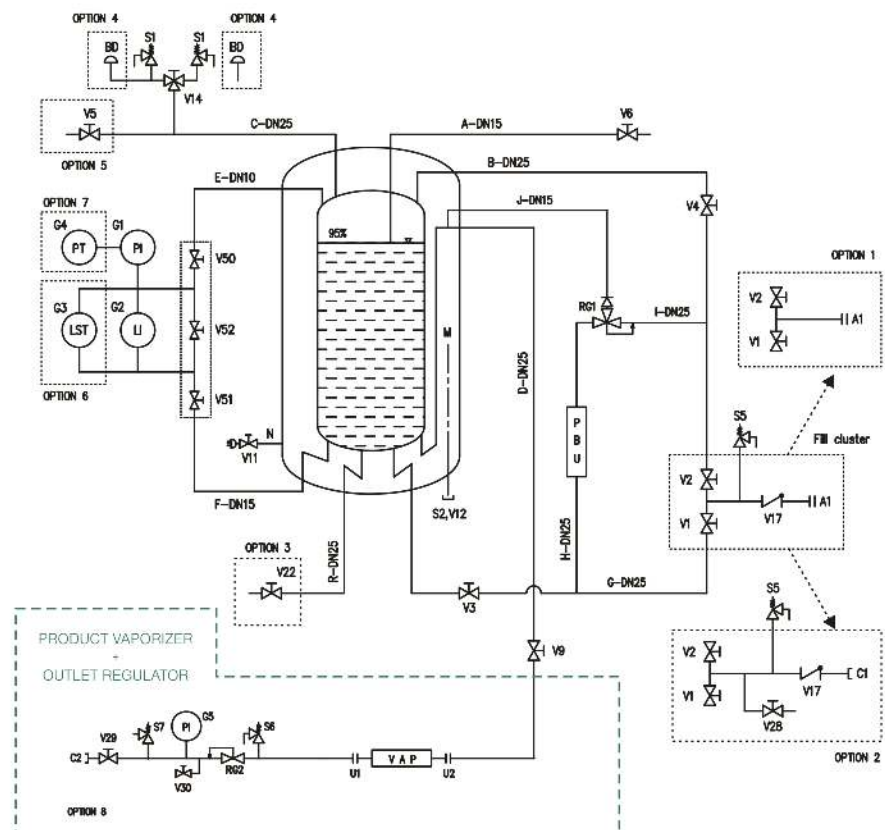 OPTION 4
OPTION 4
BD
S1
S1
BD
V14
V5
C-DN25
A-DN15
V6
OPTION 5
E-DN10
B-DN25
OPTION 7
J-DN15
V4
G4
G1
PT
PI
95%
V50
OPTION 1
V2
A1
V1
RG1
I-DN25
G3
G2
LST
LI
V52
M
D-DN25
OPTION 6
V51
S5
Fill cluster
P
B
U
N
V11
V2
F-DN15
S2,V12
V17
A1
V1
H-DN25
OPTION 3
R-DN25
V22
G-DN25
V3
S5
PRODUCT VAPORIZER
-
OUTLET REGULATOR
V9
V2
C1
V17
V1
V28
OPTION 2
G5
V29
S7
PI
S6
C2
V30
RG2
U1
VAP
U2
OPTION 8